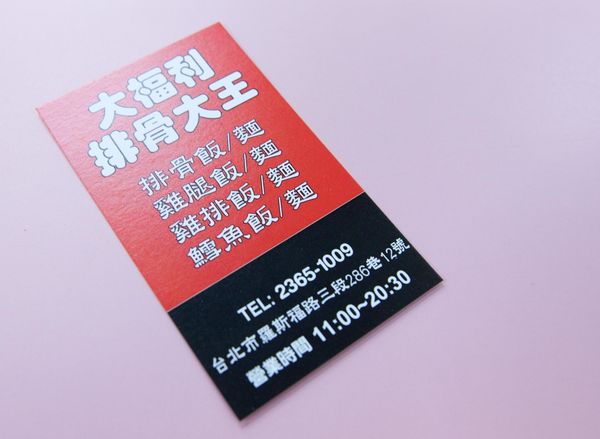 大福利
排骨大王
排骨飯/麵
雞腿飯/麵
雞排飯/麵
鱈魚飯/麵
TEL: 2365-1009
台北市羅斯福路三段286巷12號
營業時間 11:00~20:30